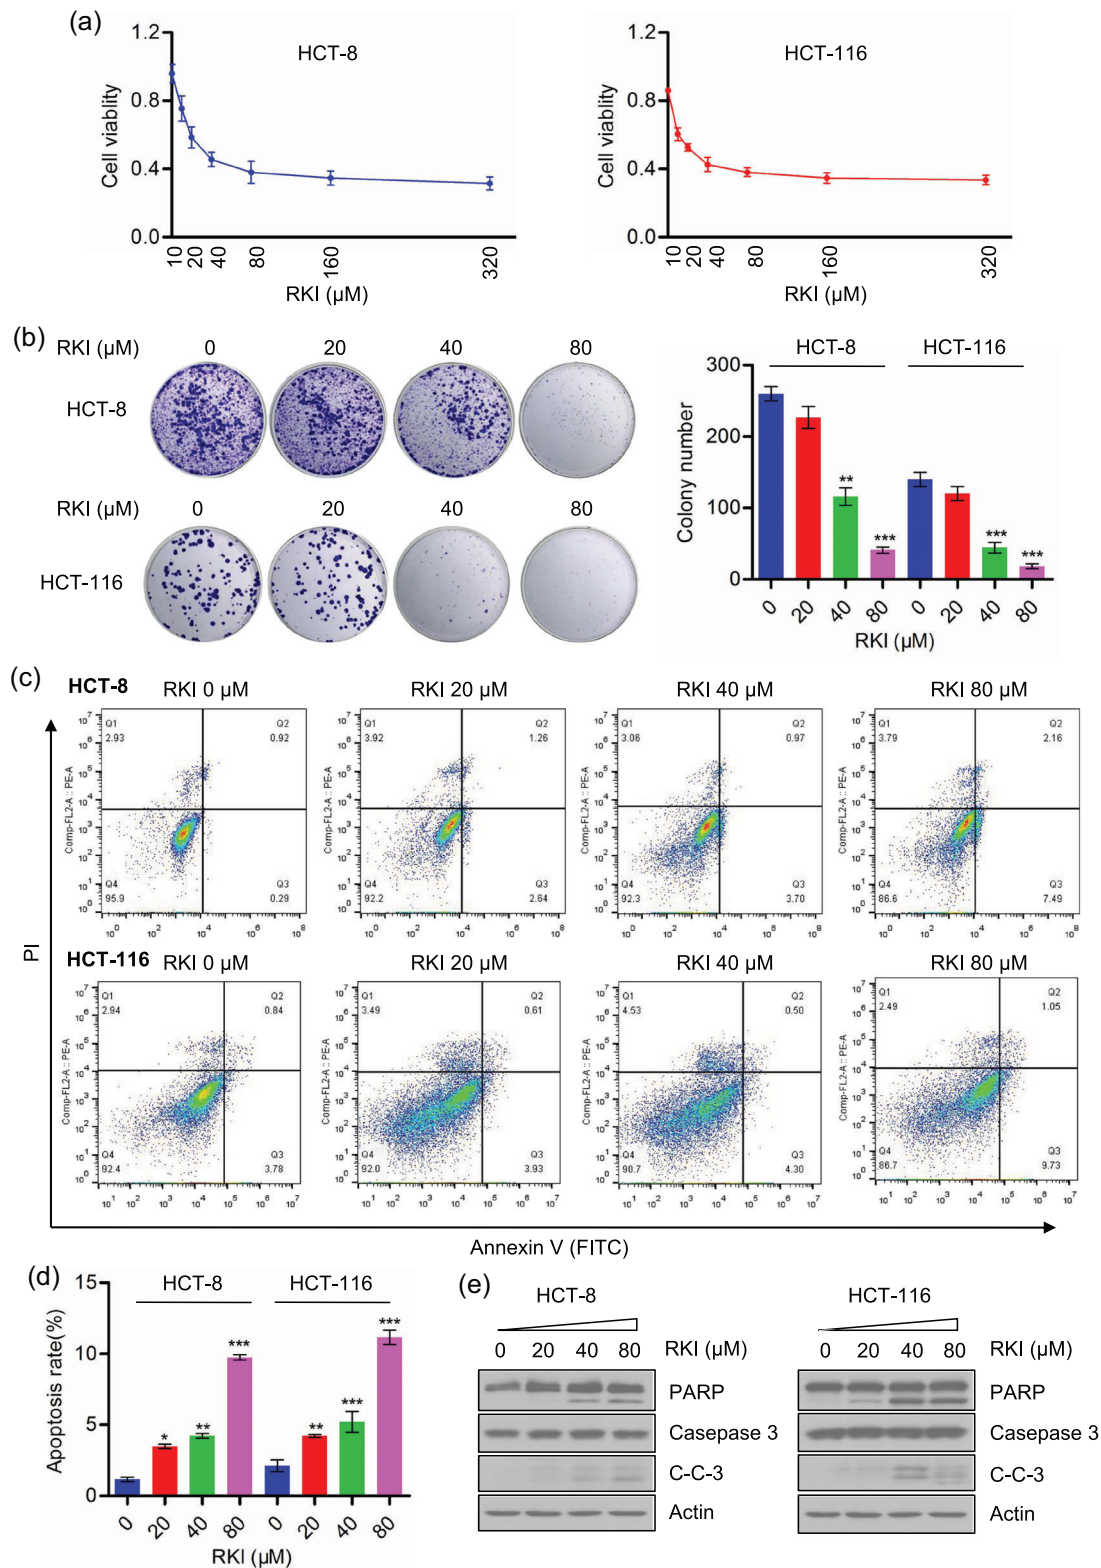 (a)
HCT-8
HCT-116
1.2
0.8
0.4
0.0
Cell viablity
10
20
40
80
160
320
RKI (µM)
1.2
0.8
0.4
0.0
Cell viablity
10
20
40
80
160
320
RKI (µM)
(b)
RKI (µM) 0 20 40 80
HCT-8
RKI (µM) 0 20 40 80
HCT-116
HCT-8 HCT-116
300
200
100
0
Colony number
** *** *** ***
0 20 40 80 0 20 40 80
RKI (µM)
(c)
HCT-8 RKI 0 µM RKI 20 µM RKI 40 µM RKI 80 µM
Q1 2.93 Q2 0.92 Q4 95.9 Q3 0.29
Q1 3.92 Q2 1.26 Q4 92.2 Q3 2.64
Q1 3.06 Q2 0.97 Q4 92.3 Q3 3.70
Q1 3.79 Q2 2.16 Q4 86.6 Q3 7.49
Comp-FL2-A :: PE-A
HCT-116 RKI 0 µM RKI 20 µM RKI 40 µM RKI 80 µM
Q1 2.94 Q2 0.84 Q4 92.4 Q3 3.78
Q1 3.49 Q2 0.61 Q4 92.0 Q3 3.93
Q1 4.53 Q2 0.50 Q4 90.7 Q3 4.30
Q1 2.49 Q2 1.05 Q4 86.7 Q3 9.73
Comp-FL2-A :: PE-A
PI
Annexin V (FITC)
(d)
HCT-8 HCT-116
15
10
5
0
Apoptosis rate(%)
* ** *** ** *** ***
0 20 40 80 0 20 40 80
RKI (µM)
(e)
HCT-8 HCT-116
0 20 40 80 RKI (µM) 0 20 40 80 RKI (µM)
PARP PARP
Casepase 3 Casepase 3
C-C-3 C-C-3
Actin Actin